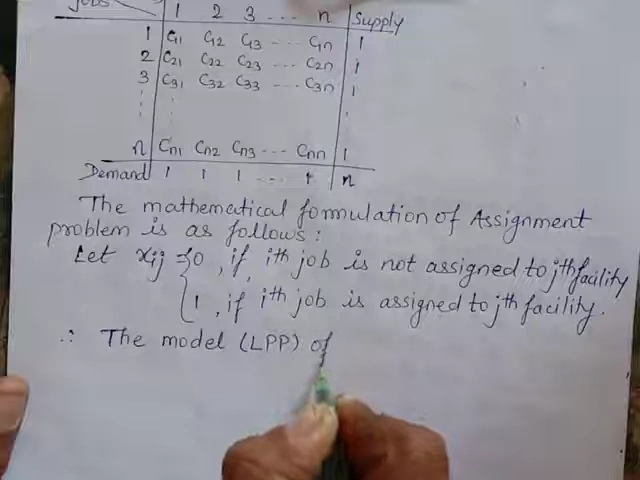 Jobs 1 2 3 .... n Supply
1 C11 C12 C13 ... C1n 1
2 C21 C22 C23 ... C2n 1
3 C31 C32 C33 ... C3n 1
n Cn1 Cn2 Cn3 .... Cnn 1
Demand 1 1 1 .... 1 n
The mathematical formulation of Assignment
problem is as follows:
Let xij = { 0, if ith job is not assigned to jth facility
1, if ith job is assigned to jth facility.
∴ The model (LPP) of